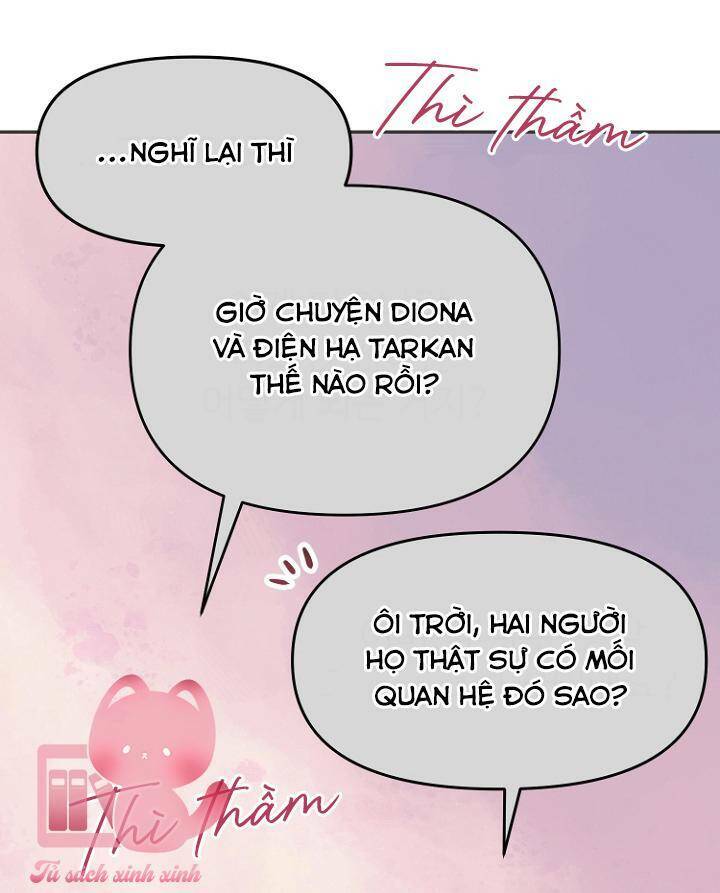 Thì thầm
...NGHĨ LẠI THÌ
GIỜ CHUYỆN DIONA
VÀ ĐIỆN HẠ TARKAN
THẾ NÀO RỒI?
ÔI TRỜI, HAI NGƯỜI
HỌ THẬT SỰ CÓ MỐI
QUAN HỆ ĐÓ SAO?
Thì thầm
Tủ sách xinh xinh